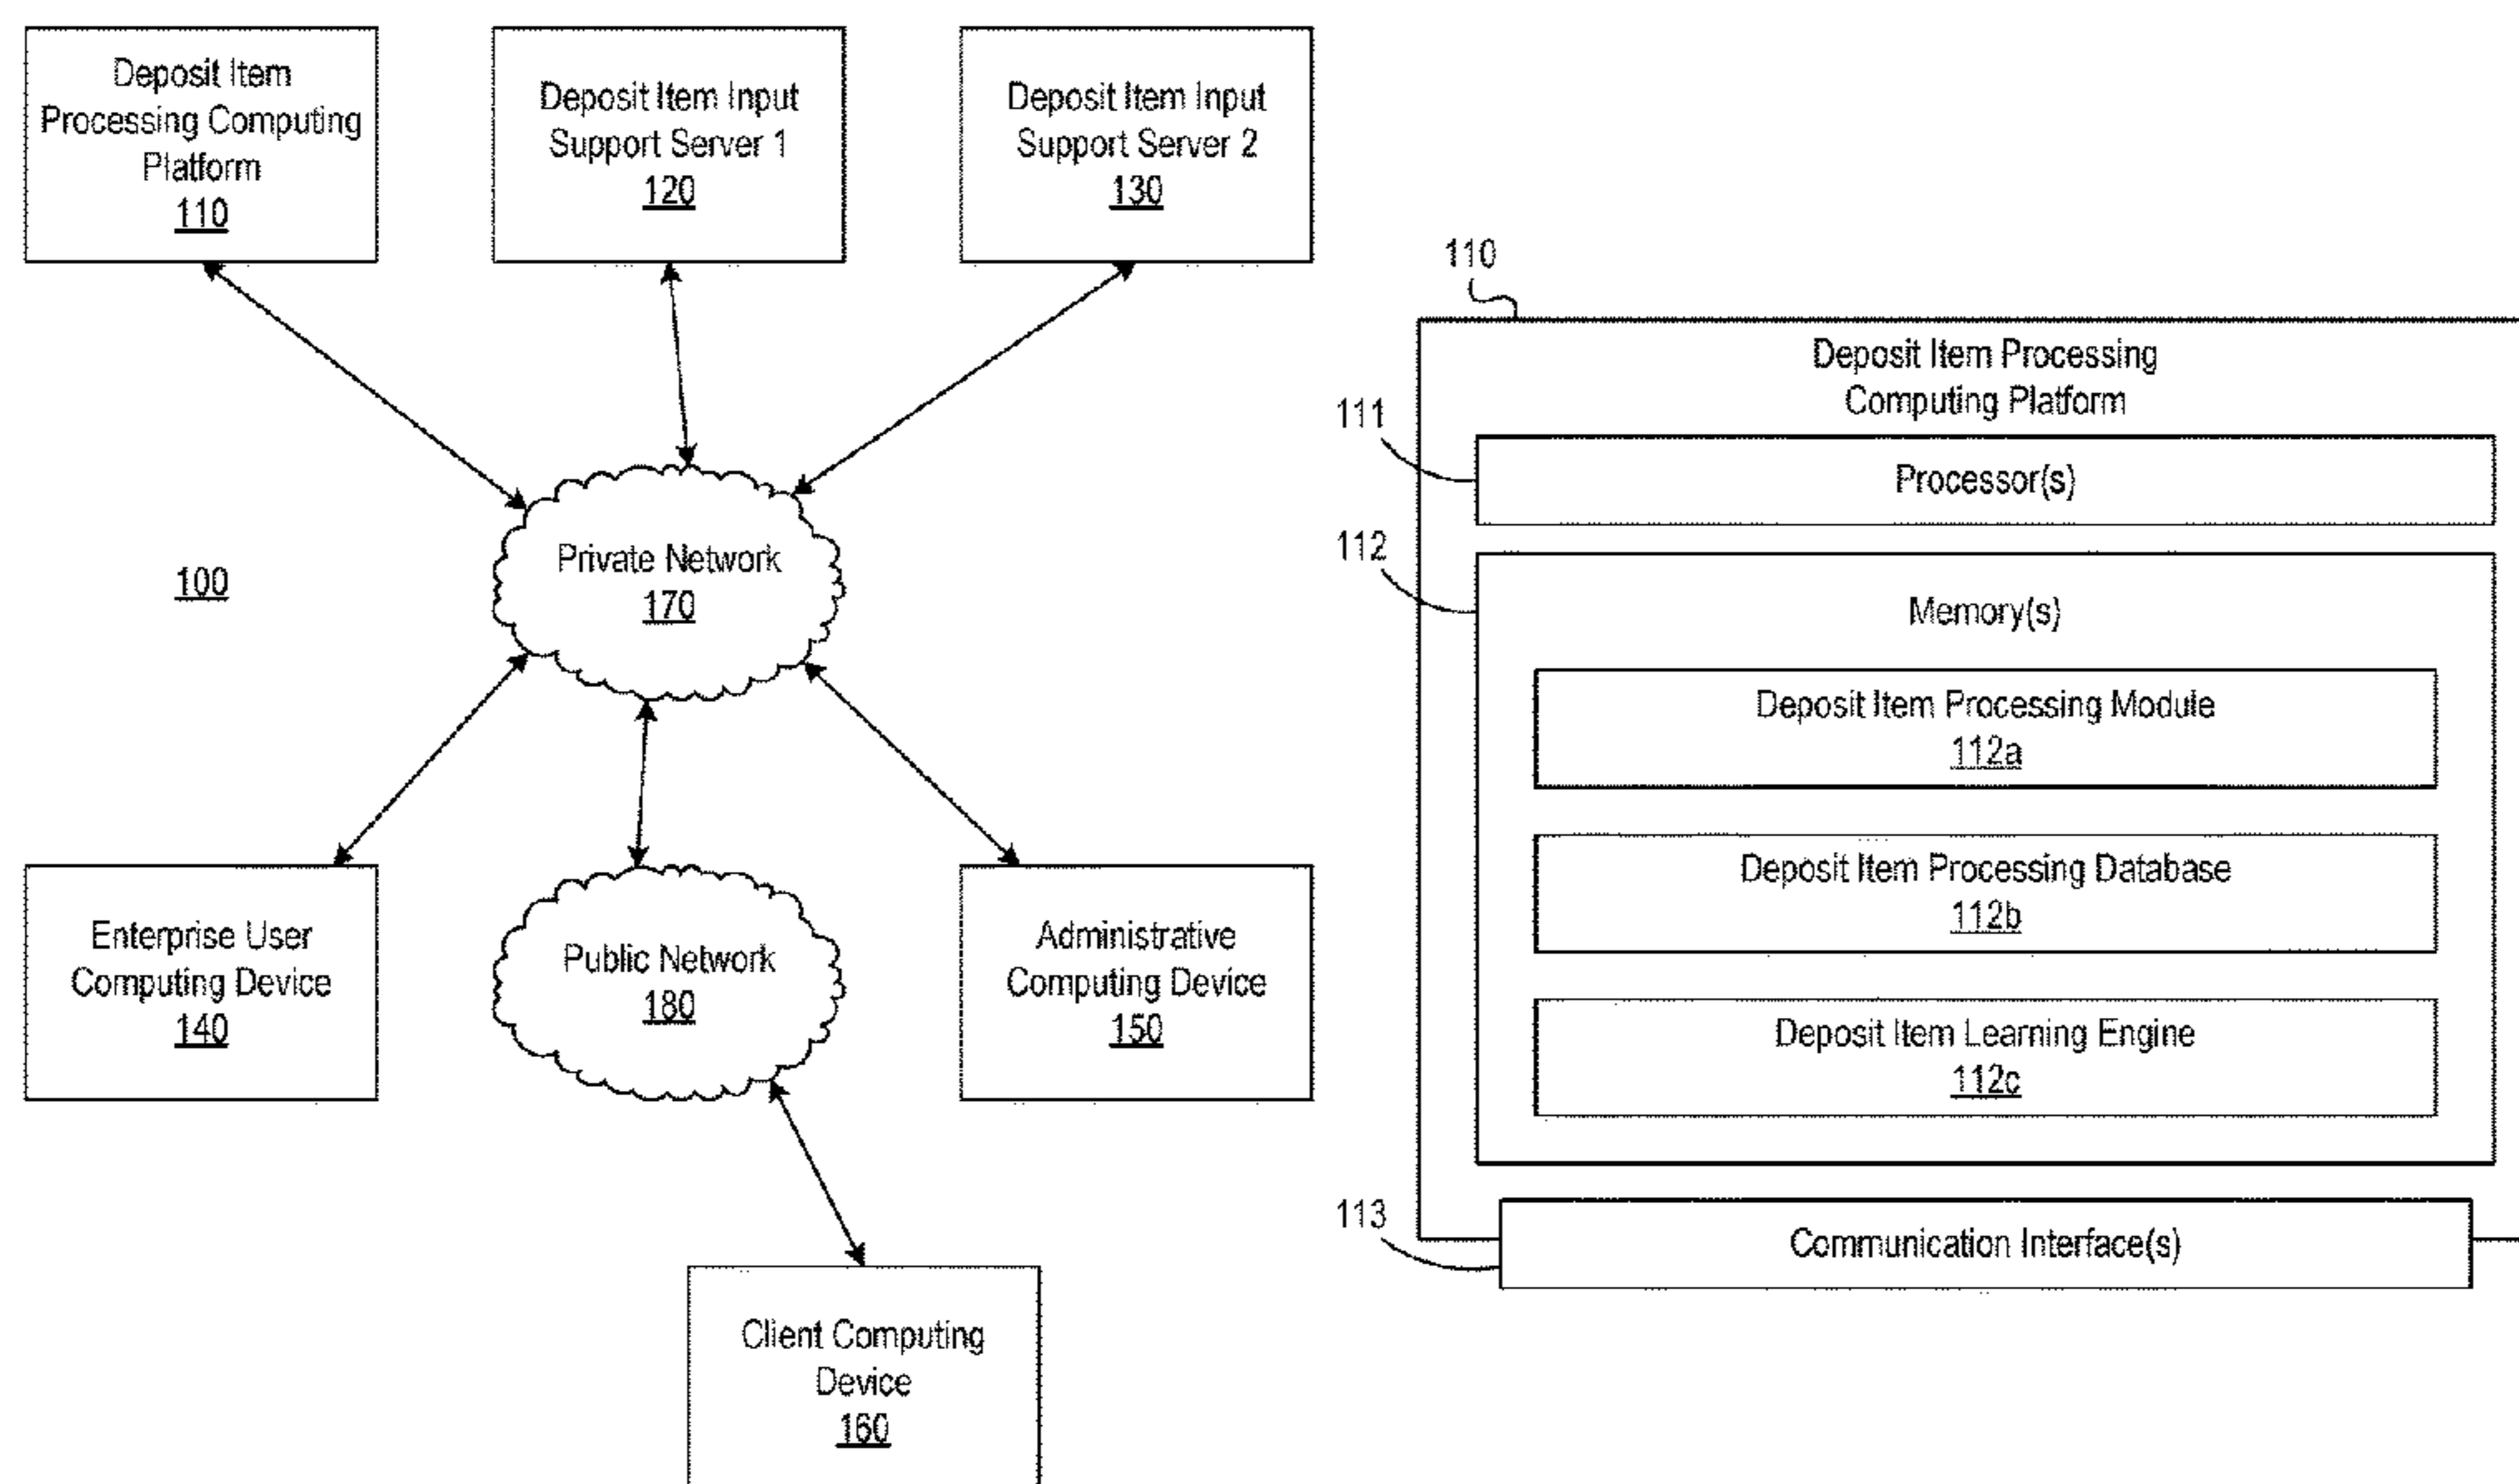 Deposit Item
Processing Computing
Platform
110
Deposit Item Input
Support Server 1
120
Deposit Item Input
Support Server 2
130
Private Network
170
100
Enterprise User
Computing Device
140
Public Network
180
Administrative
Computing Device
150
Client Computing
Device
160
110
Deposit Item Processing
Computing Platform
111
Processor(s)
112
Memory(s)
Deposit Item Processing Module
112a
Deposit Item Processing Database
112b
Deposit Item Learning Engine
112c
113
Communication Interface(s)